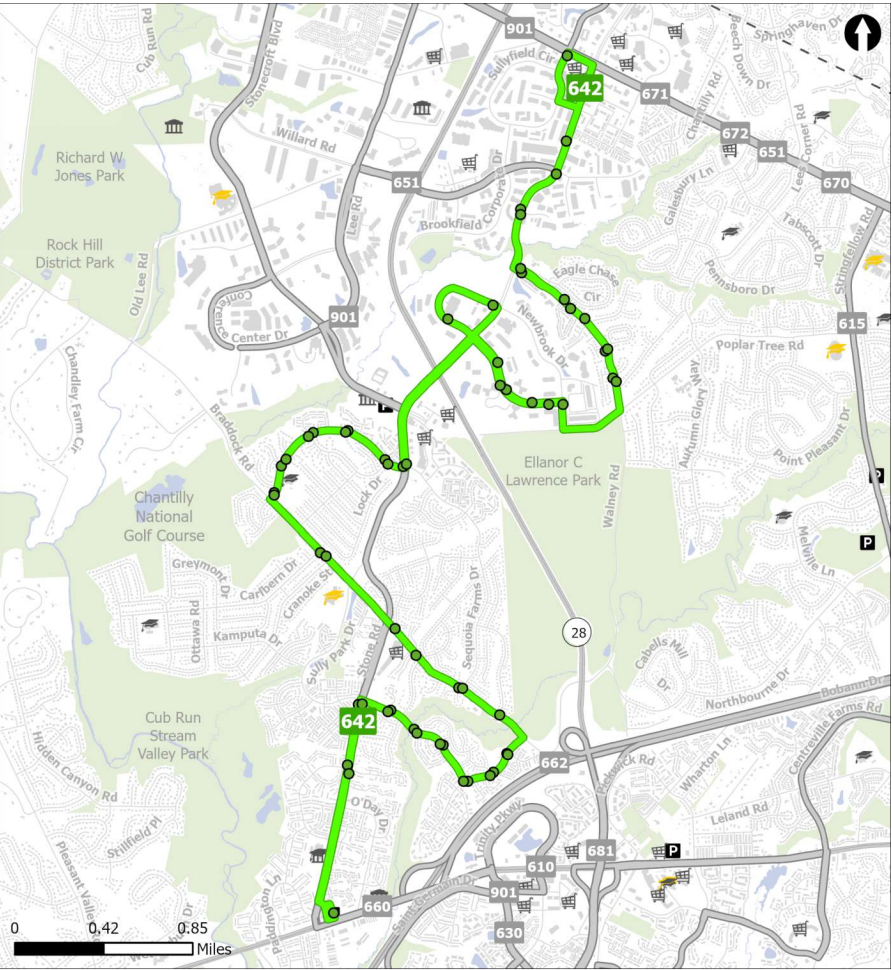 901
Springhaven Dr
Beech Down Dr
Cub Run Rd
Stonecroft Blvd
Sullyfield Cir
642
671
Chantilly Rd
672
651
Lees Corner Rd
670
Willard Rd
Richard W
Jones Park
651
Corporate Dr
Galesbury Ln
Lee Rd
Brookfield
Tabscott Dr
Stringfellow Rd
Rock Hill
District Park
Old Lee Rd
Eagle Chase
Cir
Pennsboro Dr
Conference
Center Dr
901
Newbrook Dr
615
Poplar Tree Rd
Chandley Farm Cir
Autumn Glory Way
Braddock Rd
Point Pleasant Dr
P
Ellanor C
Lawrence Park
Walney Rd
P
Lock Dr
Chantilly
National
Golf Course
P
Melville Ln
Greymont Dr
Carlbern Dr
Cranoke St
Sequoia Farms Dr
Ottawa Rd
Kamputa Dr
Sully Park Dr
Stone Rd
28
Cabells Mill
Dr
Northbourne Dr
Bobann Dr
642
Cub Run
Stream
Valley Park
Centreville Farms Rd
662
Pickwick Rd
Wharton Ln
Hidden Canyon Rd
O'Day Dr
Trinity Pkwy
Leland Rd
Stillfield Pl
681
P
610
Pleasant Valley Rd
Paddington Ln
660
Saint Germain Dr
901
630
0
0.42
0.85
Miles